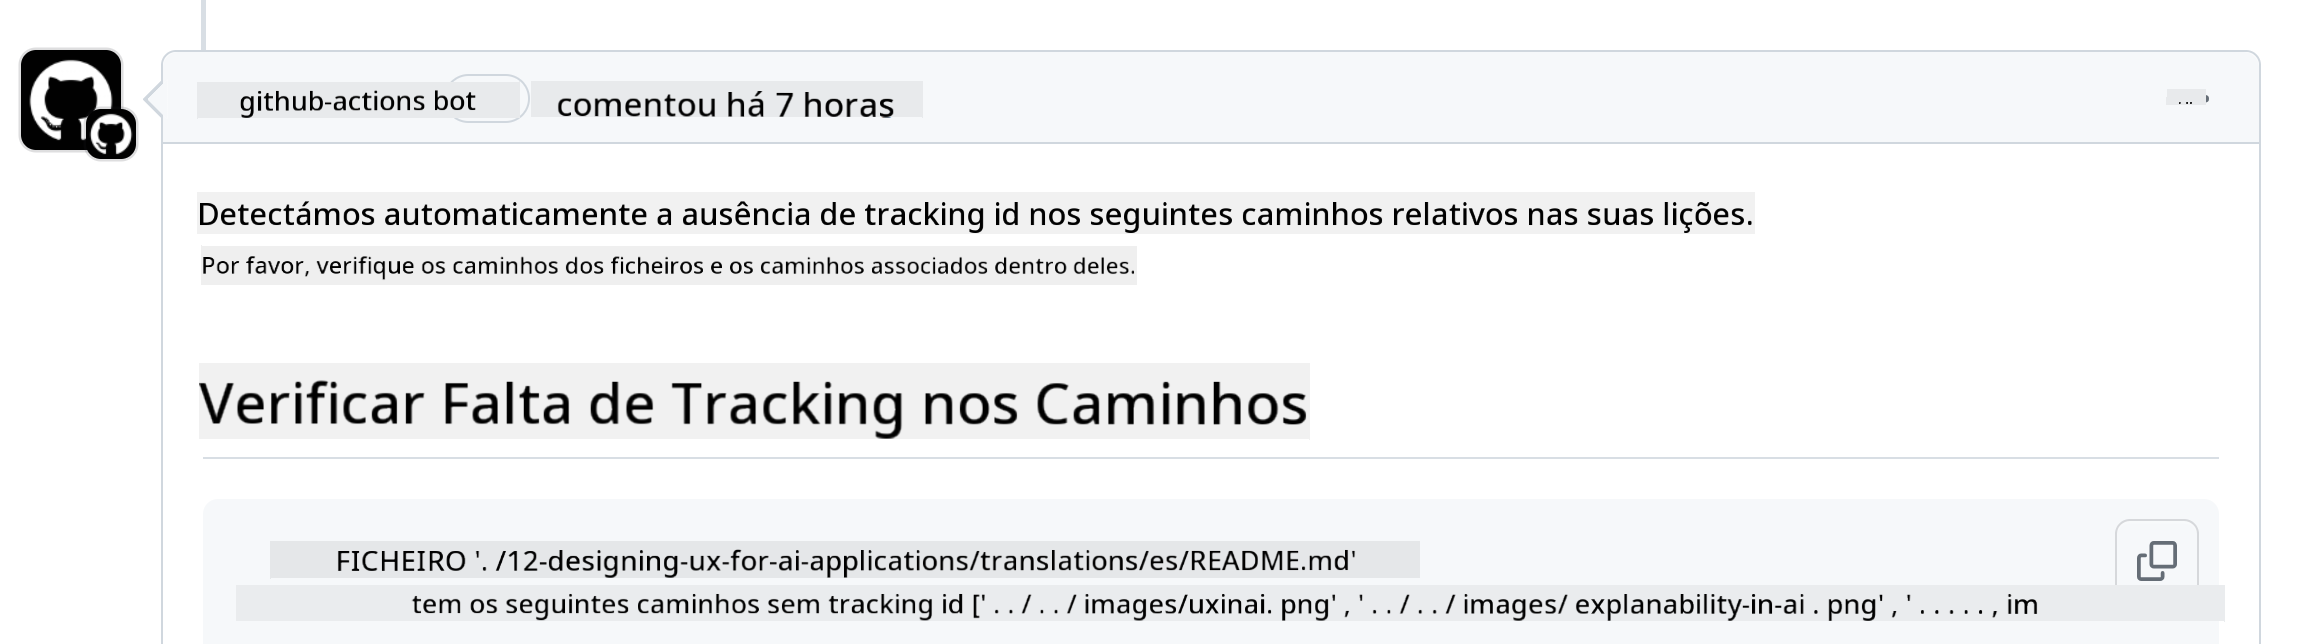 github-actions bot comentou há 7 horas ...
Detectámos automaticamente a ausência de tracking id nos seguintes caminhos relativos nas suas lições.
Por favor, verifique os caminhos dos ficheiros e os caminhos associados dentro deles.
Verificar Falta de Tracking nos Caminhos
FICHEIRO '. /12-designing-ux-for-ai-applications/translations/es/README.md'
tem os seguintes caminhos sem tracking id [' . . / . . / images/uxinai. png' , ' . . / . . / images/ explanability-in-ai . png' , ' . . . . . , im